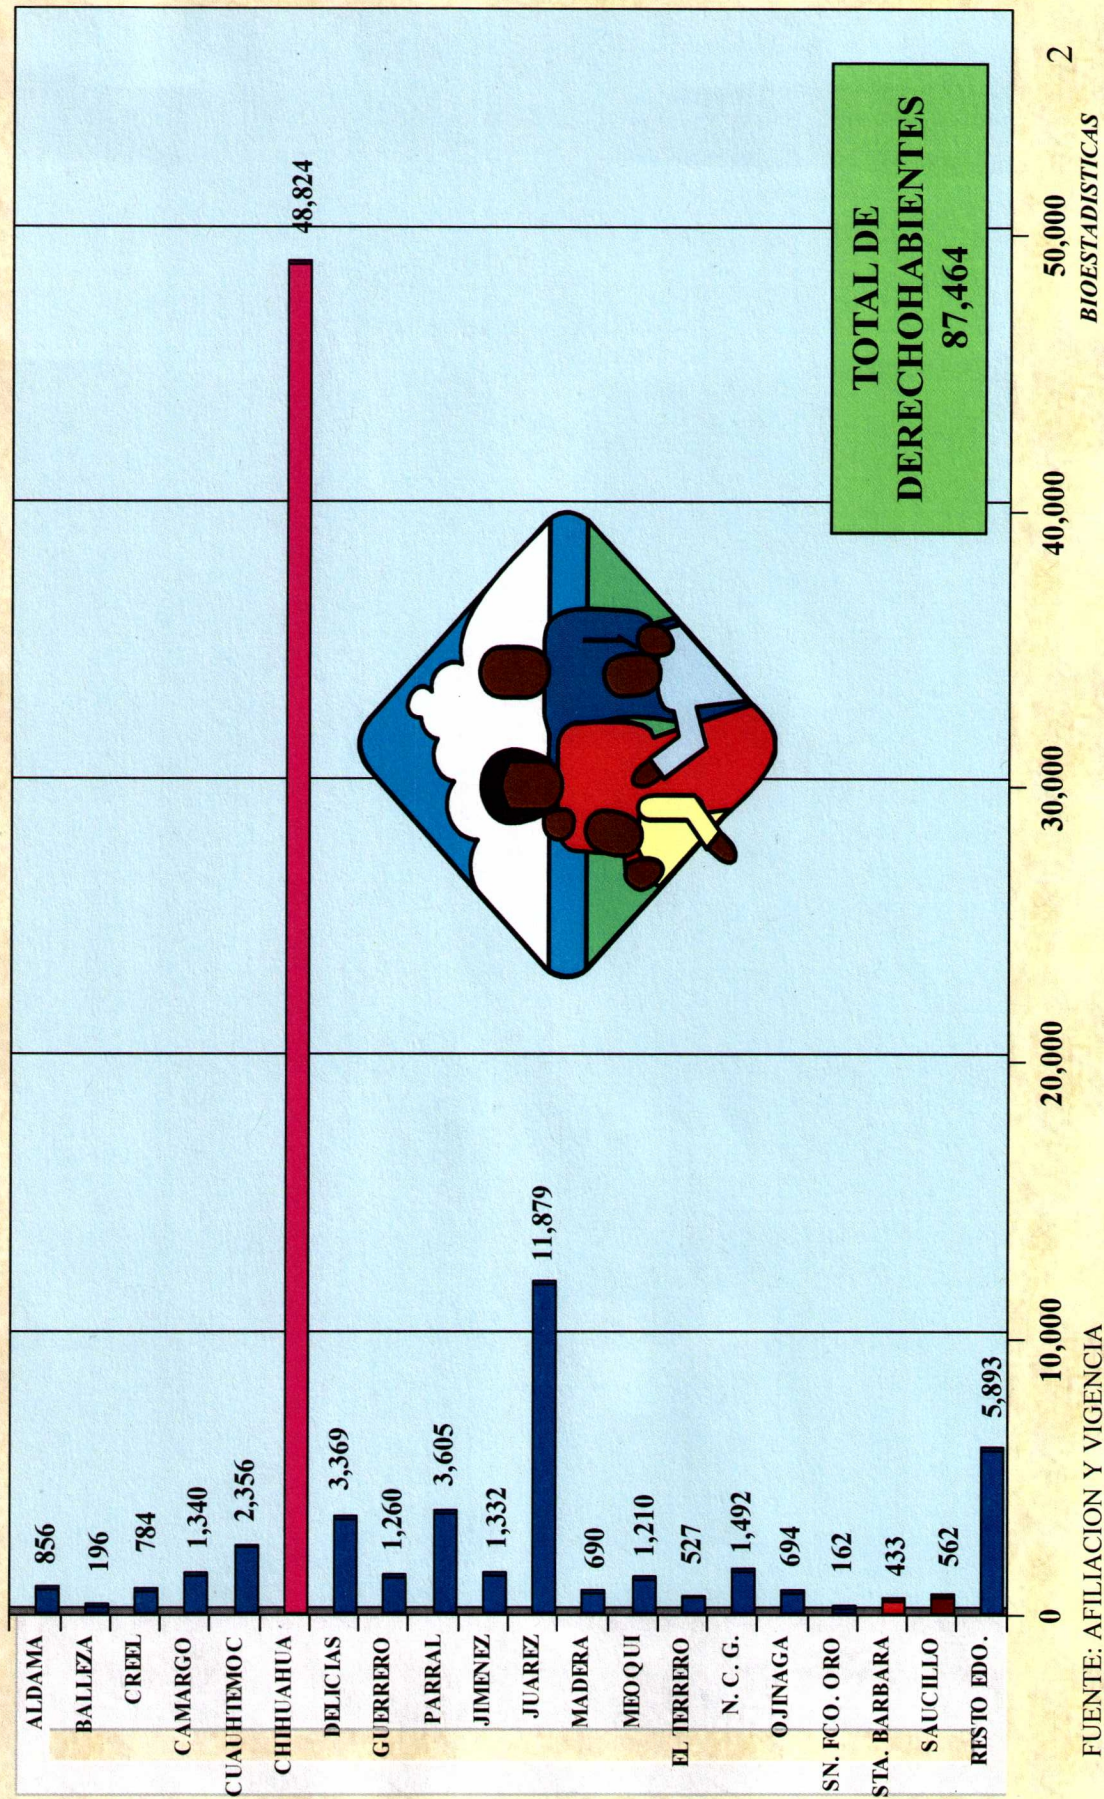 ALDAMA 856
BALLEZA 196
CREEL 784
CAMARGO 1,340
CUAUHTEMOC 2,356
CHIHUAHUA 48,824
DELICIAS 3,369
GUERRERO 1,260
PARRAL 3,605
JIMENEZ 1,332
JUAREZ 11,879
MADERA 690
MEOQUI 1,210
EL TERRERO 527
N. C. G. 1,492
OJINAGA 694
SN. FCO. ORO 162
STA. BARBARA 433
SAUCILLO 562
RESTO EDO. 5,893
TOTAL DE
DERECHOHABIENTES
87,464
0 10,000 20,000 30,000 40,000 50,000
FUENTE: AFILIACION Y VIGENCIA
BIOESTADISTICAS
2